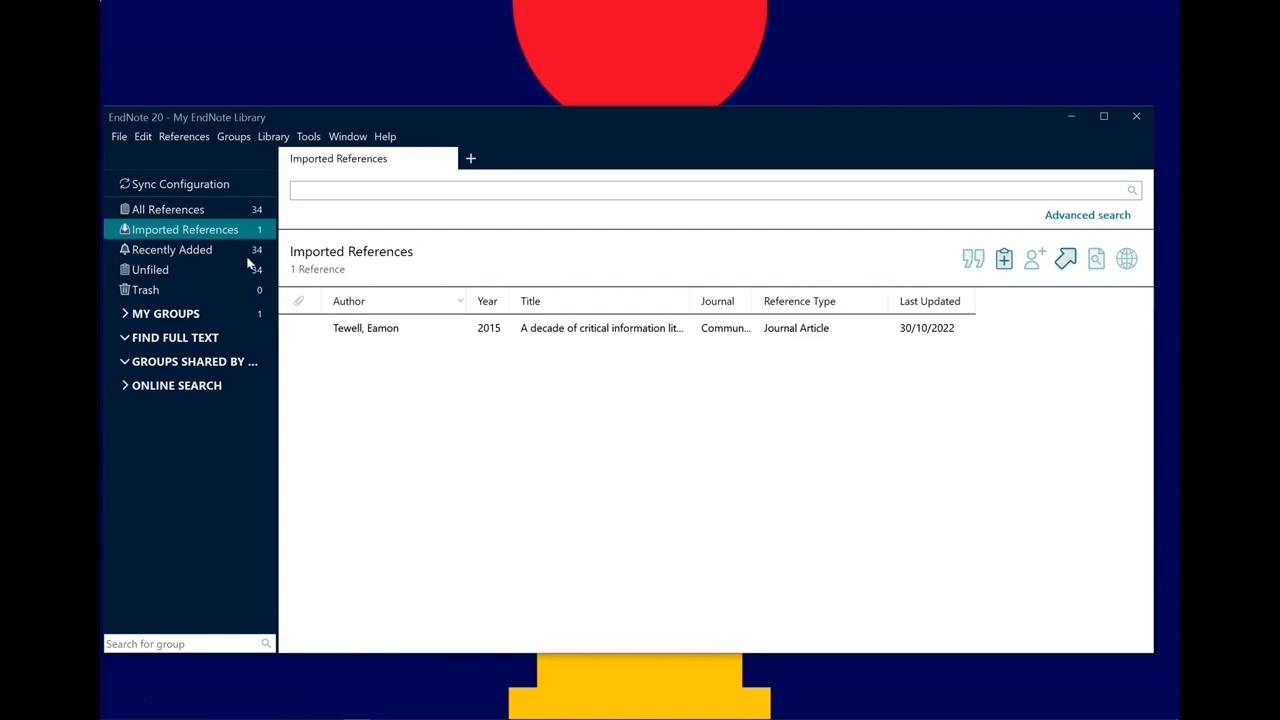 EndNote 20 - My EndNote Library
File Edit References Groups Library Tools Window Help
Imported References
Sync Configuration
All References 34
Imported References 1
Recently Added 34
Unfiled 34
Trash 0
MY GROUPS 1
FIND FULL TEXT
GROUPS SHARED BY ...
ONLINE SEARCH
Search for group
Advanced search
Imported References
1 Reference
Author Year Title Journal Reference Type Last Updated
Tewell, Eamon 2015 A decade of critical information lit... Commun... Journal Article 30/10/2022